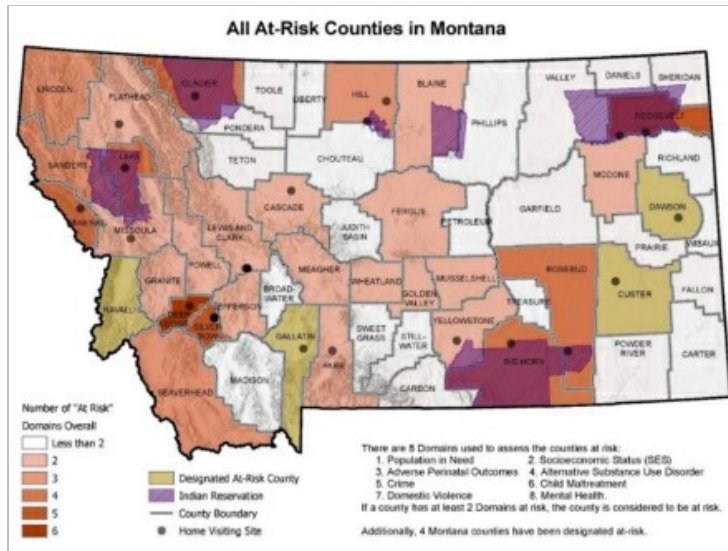 All At-Risk Counties in Montana
LINCOLN
FLATHEAD
GLACIER
TOOLE
LIBERTY
HILL
BLAINE
PHILLIPS
VALLEY
DANIELS
SHERIDAN
ROOSEVELT
PONDERA
TETON
CHOUTEAU
SANDERS
LAKE
MINERAL
MISSOULA
LEWIS AND CLARK
CASCADE
JUDITH BASIN
FERGUS
PETROLEUM
GARFIELD
MCCONE
RICHLAND
DAWSON
PRAIRIE
WIBAUX
POWELL
GRANITE
RAVALLI
DEER LODGE
SILVER BOW
JEFFERSON
BROAD-
WATER
MEAGHER
WHEATLAND
GOLDEN VALLEY
MUSSELSHELL
ROSEBUD
TREASURE
CUSTER
FALLON
BEAVERHEAD
MADISON
GALLATIN
PARK
SWEET GRASS
STILL-
WATER
CARBON
YELLOWSTONE
BIG HORN
POWDER RIVER
CARTER
Number of "At Risk"
Domains Overall
Less than 2
2
3
4
5
6
Designated At-Risk County
Indian Reservation
County Boundary
Home Visiting Site
There are 8 Domains used to assess the counties at risk:
1. Population in Need 2. Socioeconomic Status (SES)
3. Adverse Perinatal Outcomes 4. Alternative Substance Use Disorder
5. Crime 6. Child Maltreatment
7. Domestic Violence 8. Mental Health.
If a county has at least 2 Domains at risk, the county is considered to be at risk.
Additionally, 4 Montana counties have been designated at-risk.